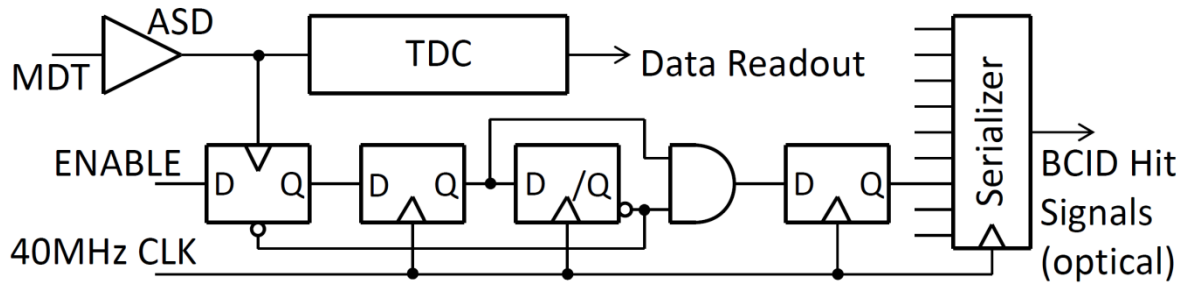 ASD
MDT
TDC
Data Readout
ENABLE
D Q
D Q
D /Q
D Q
Serializer
BCID Hit
Signals
(optical)
40MHz CLK